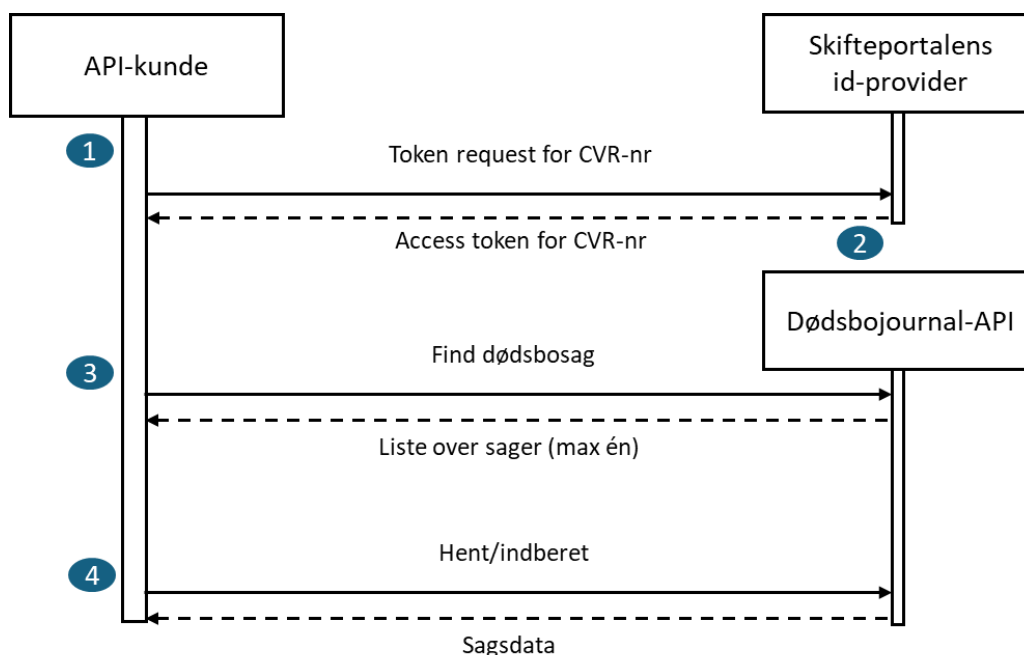 API-kunde
Skifteportalens
id-provider
1
Token request for CVR-nr
Access token for CVR-nr
2
Dødsbojournal-API
Find dødsbosag
3
Liste over sager (max én)
Hent/indberet
4
Sagsdata